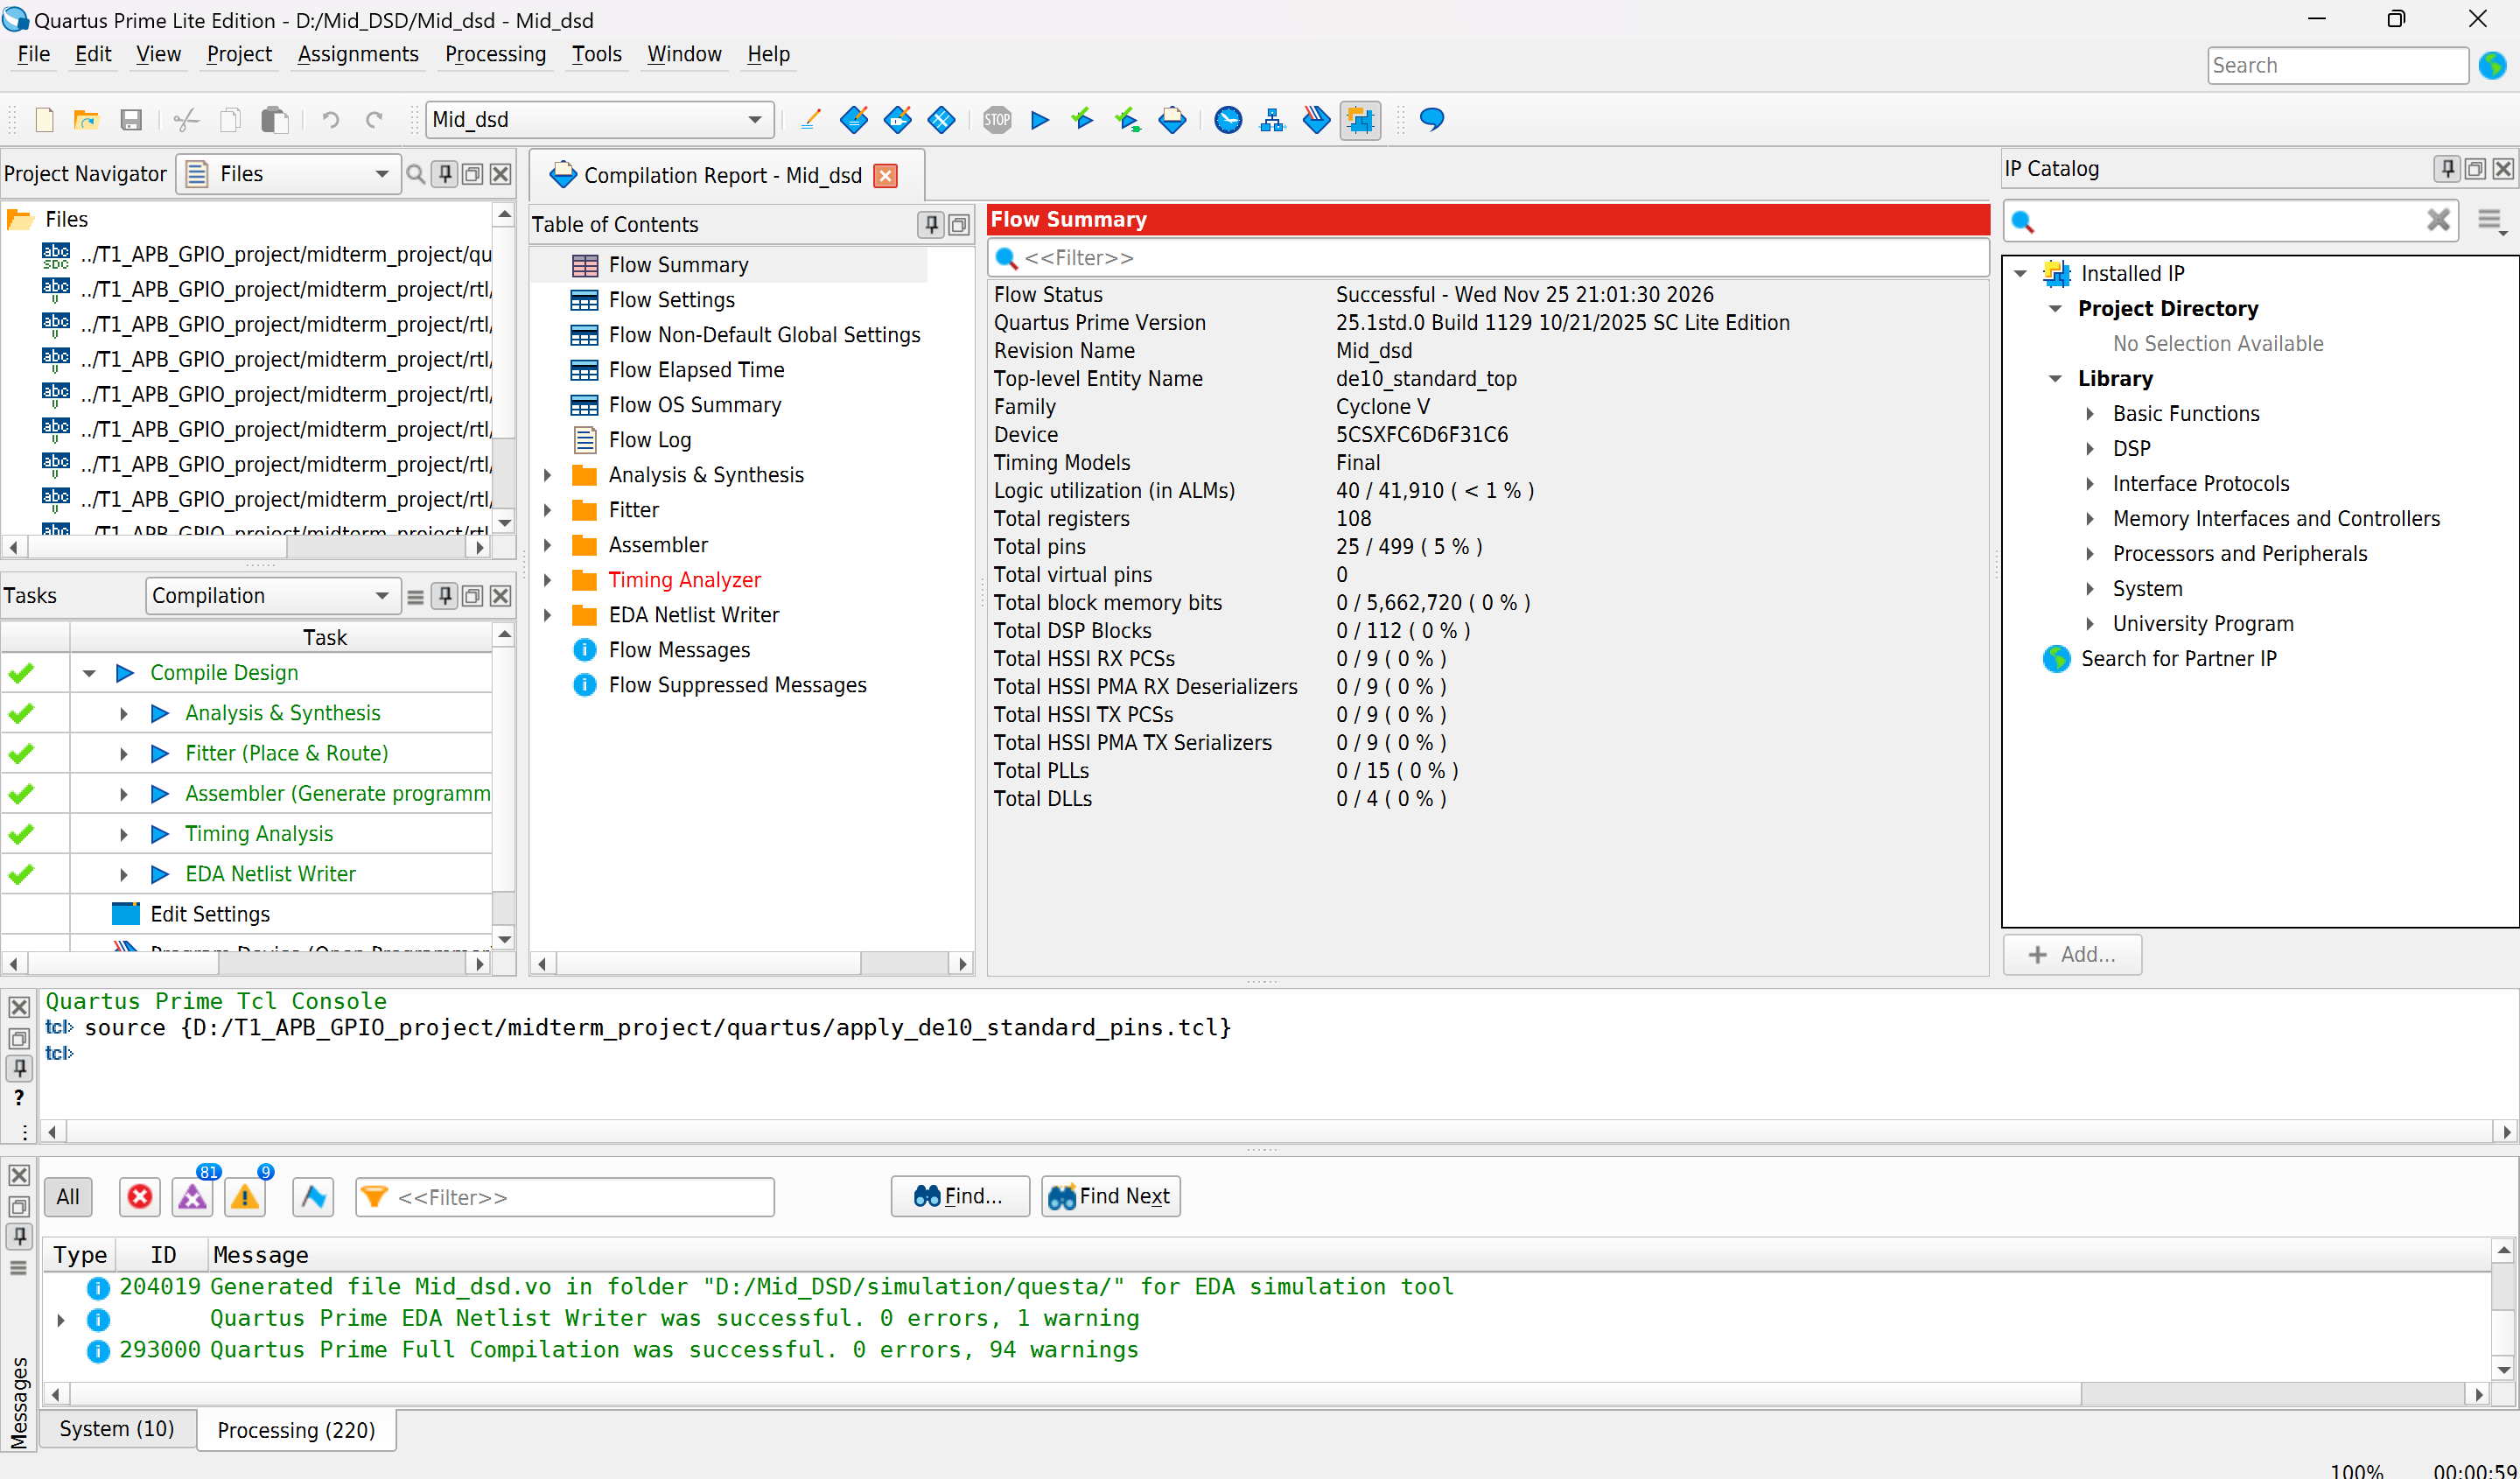 Quartus Prime Lite Edition - D:/Mid_DSD/Mid_dsd - Mid_dsd
File Edit View Project Assignments Processing Tools Window Help
Search
Mid_dsd
STOP
Project Navigator
Files
Files
../T1_APB_GPIO_project/midterm_project/qu
../T1_APB_GPIO_project/midterm_project/rtl/
../T1_APB_GPIO_project/midterm_project/rtl/
../T1_APB_GPIO_project/midterm_project/rtl/
../T1_APB_GPIO_project/midterm_project/rtl/
../T1_APB_GPIO_project/midterm_project/rtl/
../T1_APB_GPIO_project/midterm_project/rtl/
../T1_APB_GPIO_project/midterm_project/rtl/
../T1_APB_GPIO_project/midterm_project/rtl/
Tasks
Compilation
Task
Compile Design
Analysis & Synthesis
Fitter (Place & Route)
Assembler (Generate programm
Timing Analysis
EDA Netlist Writer
Edit Settings
Program Device (Open Programmer)
Compilation Report - Mid_dsd
Table of Contents
Flow Summary
Flow Settings
Flow Non-Default Global Settings
Flow Elapsed Time
Flow OS Summary
Flow Log
Analysis & Synthesis
Fitter
Assembler
Timing Analyzer
EDA Netlist Writer
Flow Messages
Flow Suppressed Messages
Flow Summary
<<Filter>>
Flow Status Successful - Wed Nov 25 21:01:30 2026
Quartus Prime Version 25.1std.0 Build 1129 10/21/2025 SC Lite Edition
Revision Name Mid_dsd
Top-level Entity Name de10_standard_top
Family Cyclone V
Device 5CSXFC6D6F31C6
Timing Models Final
Logic utilization (in ALMs) 40 / 41,910 ( < 1 % )
Total registers 108
Total pins 25 / 499 ( 5 % )
Total virtual pins 0
Total block memory bits 0 / 5,662,720 ( 0 % )
Total DSP Blocks 0 / 112 ( 0 % )
Total HSSI RX PCSs 0 / 9 ( 0 % )
Total HSSI PMA RX Deserializers 0 / 9 ( 0 % )
Total HSSI TX PCSs 0 / 9 ( 0 % )
Total HSSI PMA TX Serializers 0 / 9 ( 0 % )
Total PLLs 0 / 15 ( 0 % )
Total DLLs 0 / 4 ( 0 % )
IP Catalog
Installed IP
Project Directory
No Selection Available
Library
Basic Functions
DSP
Interface Protocols
Memory Interfaces and Controllers
Processors and Peripherals
System
University Program
Search for Partner IP
+ Add...
Quartus Prime Tcl Console
tcl> source {D:/T1_APB_GPIO_project/midterm_project/quartus/apply_de10_standard_pins.tcl}
tcl>
All 81 9 <<Filter>> Find... Find Next
Type ID Message
204019 Generated file Mid_dsd.vo in folder "D:/Mid_DSD/simulation/questa/" for EDA simulation tool
Quartus Prime EDA Netlist Writer was successful. 0 errors, 1 warning
293000 Quartus Prime Full Compilation was successful. 0 errors, 94 warnings
Messages
System (10) Processing (220)
100% 00:00:59